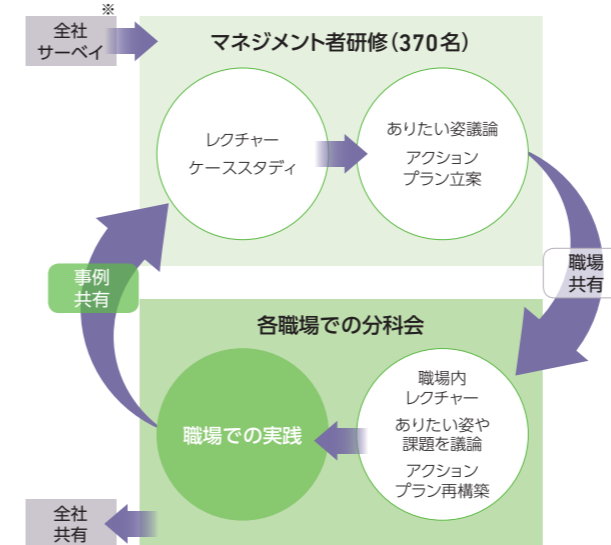 ※
全社
サーベイ
マネジメント者研修(370名)
レクチャー
ケーススタディ
ありたい姿議論
アクション
プラン立案
職場
共有
事例
共有
各職場での分科会
職場内
レクチャー
ありたい姿や
課題を議論
アクション
プラン再構築
職場での実践
全社
共有